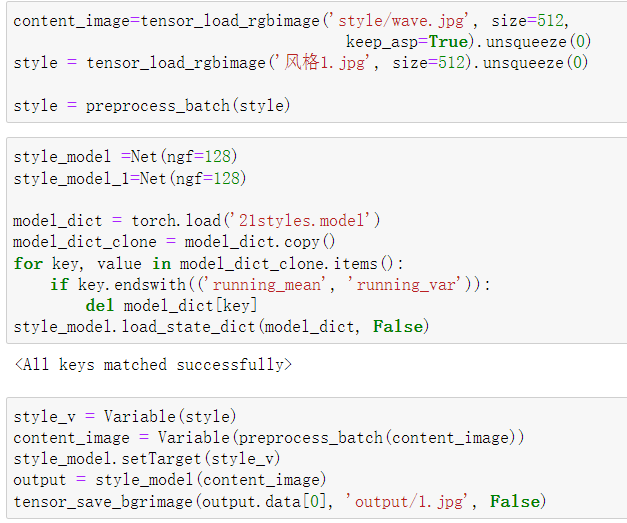 content_image=tensor_load_rgbimage('style/wave.jpg', size=512,
keep_asp=True).unsqueeze(0)
style = tensor_load_rgbimage('风格1.jpg', size=512).unsqueeze(0)
style = preprocess_batch(style)
style_model =Net(ngf=128)
style_model_1=Net(ngf=128)
model_dict = torch.load('21styles.model')
model_dict_clone = model_dict.copy()
for key, value in model_dict_clone.items():
if key.endswith(('running_mean', 'running_var')):
del model_dict[key]
style_model.load_state_dict(model_dict, False)
<All keys matched successfully>
style_v = Variable(style)
content_image = Variable(preprocess_batch(content_image))
style_model.setTarget(style_v)
output = style_model(content_image)
tensor_save_bgrimage(output.data[0], 'output/1.jpg', False)